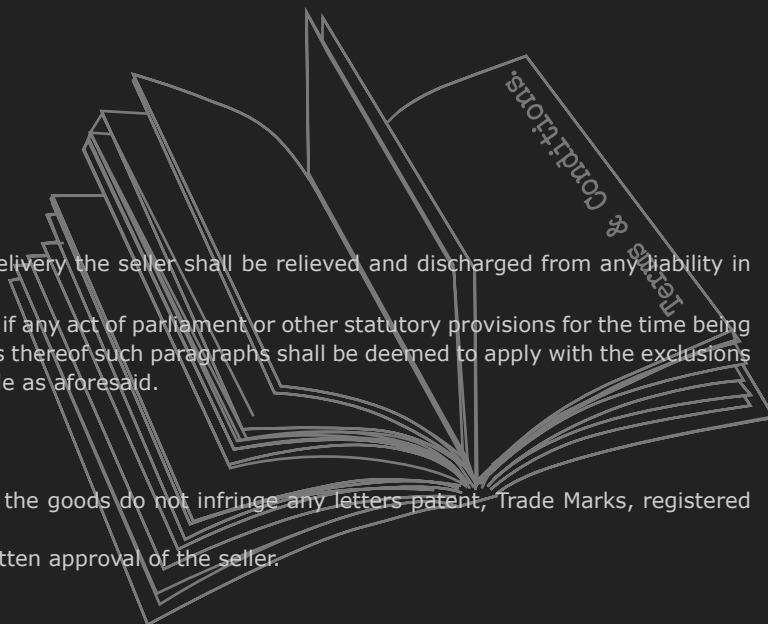 Terms & Conditions.
the seller shall be relieved and discharged from any liability in
if any act of parliament or other statutory provisions for the time being
thereof such paragraphs shall be deemed to apply with the exclusions
as aforesaid.
the goods do not infringe any letters patent, Trade Marks, registered
approval of the seller.